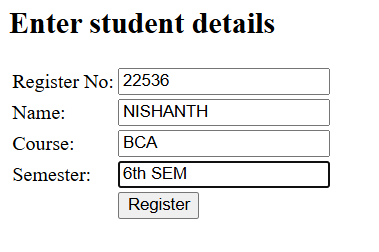 Enter student details
Register No: 22536
Name: NISHANTH
Course: BCA
Semester: 6th SEM
Register